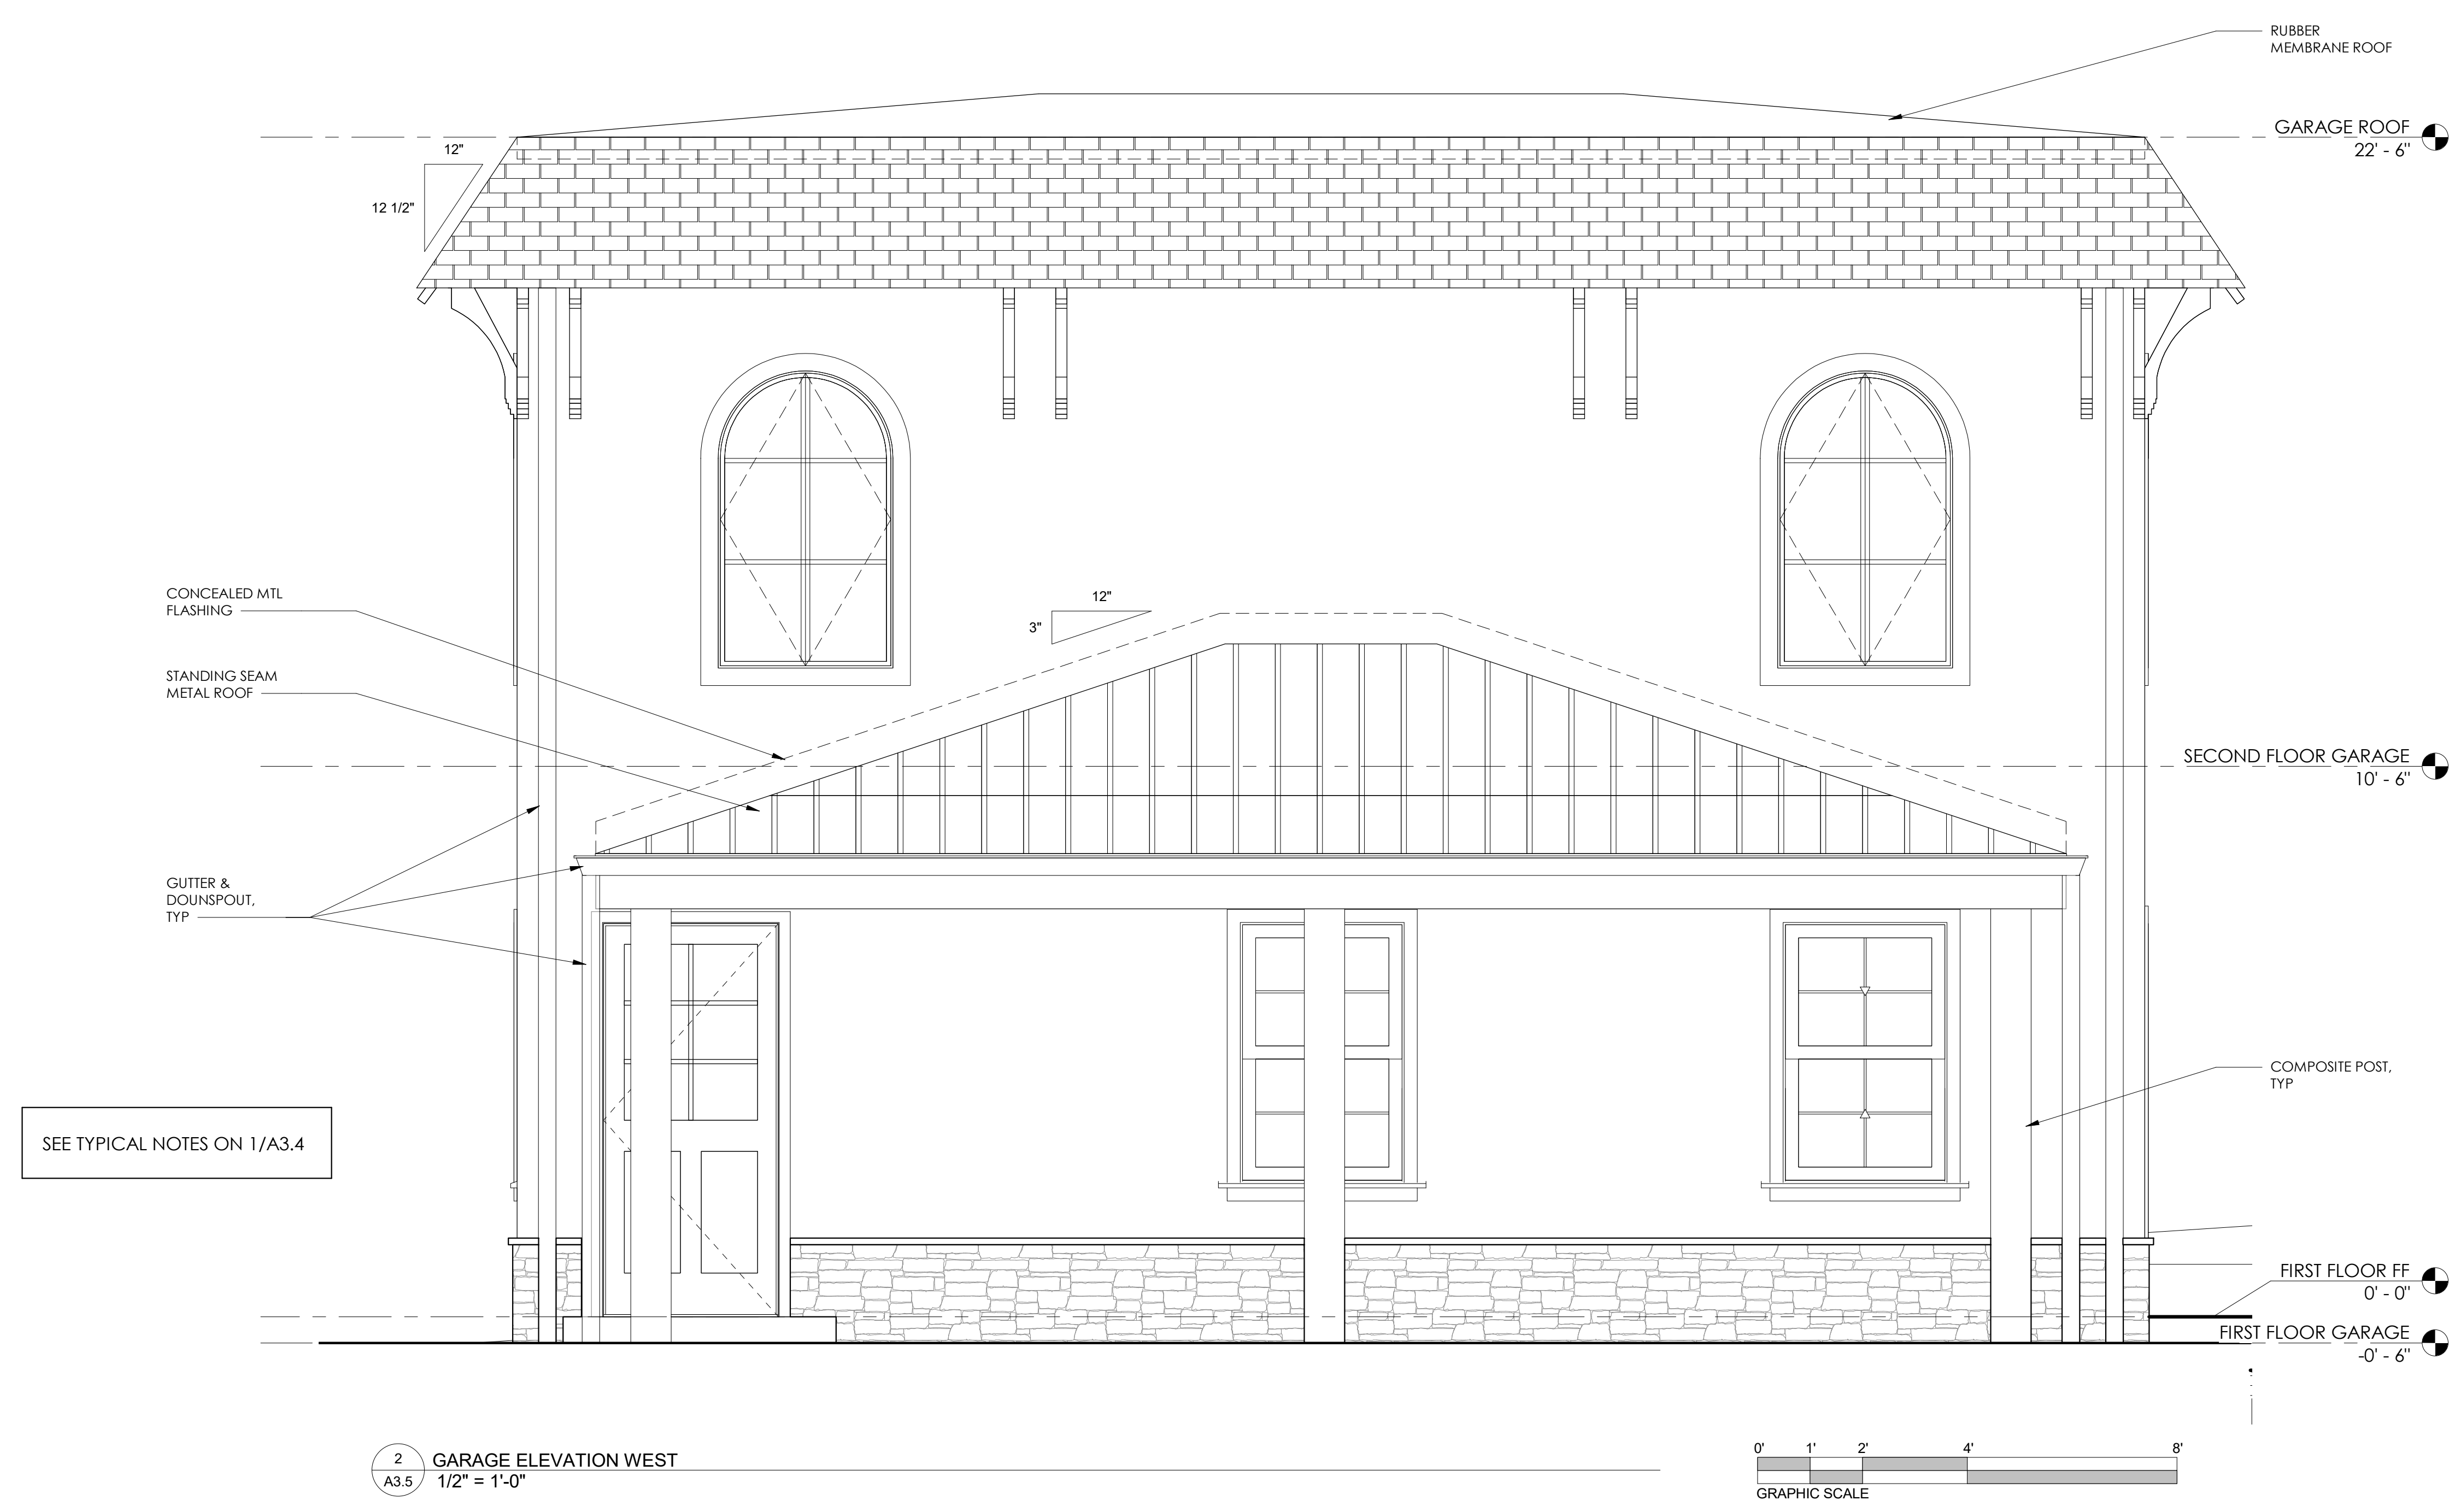 RUBBER
MEMBRANE ROOF
GARAGE ROOF
22' - 6"
12"
12 1/2"
CONCEALED MTL
FLASHING
12"
3"
STANDING SEAM
METAL ROOF
SECOND FLOOR GARAGE
10' - 6"
GUTTER &
DOUNSPOUT,
TYP
COMPOSITE POST,
TYP
SEE TYPICAL NOTES ON 1/A3.4
FIRST FLOOR FF
0' - 0"
FIRST FLOOR GARAGE
-0' - 6"
2
A3.5
GARAGE ELEVATION WEST
1/2" = 1'-0"
0' 1' 2' 4' 8'
GRAPHIC SCALE